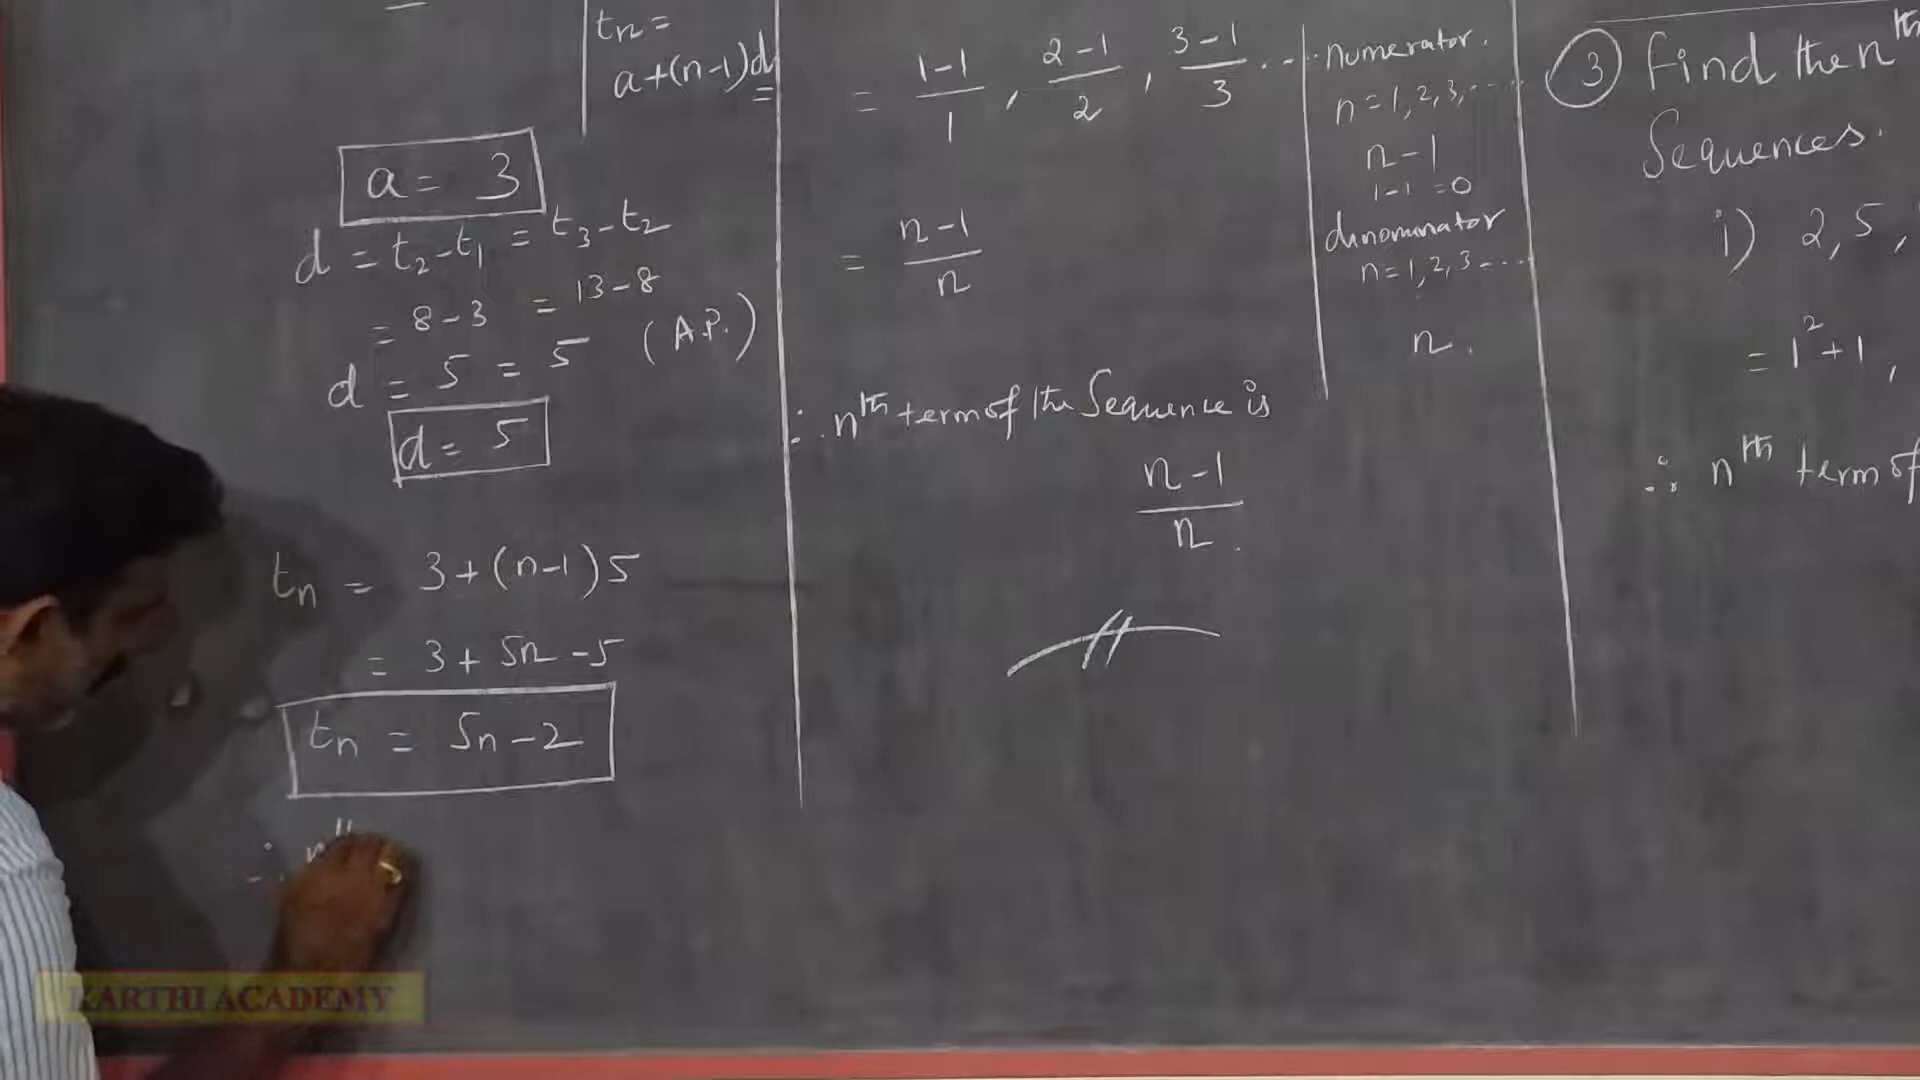 tn =
a+(n-1)d
a = 3
d = t2-t1 = t3-t2
= 8-3 = 13-8
d = 5 = 5 (A.P.)
d = 5
tn = 3+(n-1)5
= 3+5n-5
tn = 5n-2
∴ n
= 1-1/1, 2-1/2, 3-1/3 ....
= n-1/n
∴ nth term of the Sequence is
n-1/n.
numerator.
n=1,2,3,....
n-1
1-1 =0
dinominator
n=1,2,3....
n.
3 Find the nth
Sequences.
i) 2,5,
= 1²+1,
∴ nth term of
KARTHI ACADEMY